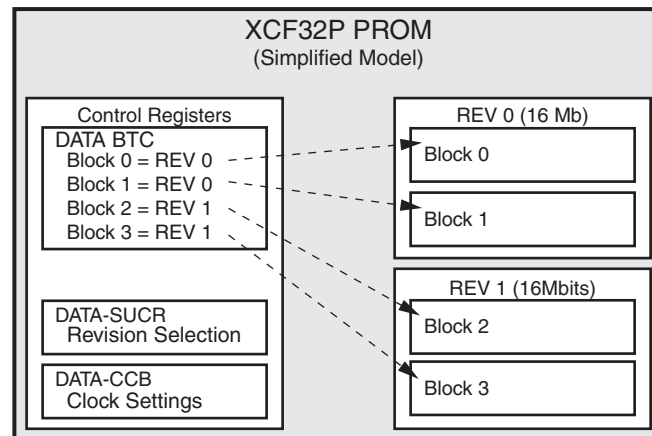 XCF32P PROM
(Simplified Model)
Control Registers
DATA BTC
Block 0 = REV 0
Block 1 = REV 0
Block 2 = REV 1
Block 3 = REV 1
DATA-SUCR
Revision Selection
DATA-CCB
Clock Settings
REV 0 (16 Mb)
Block 0
Block 1
REV 1 (16Mbits)
Block 2
Block 3